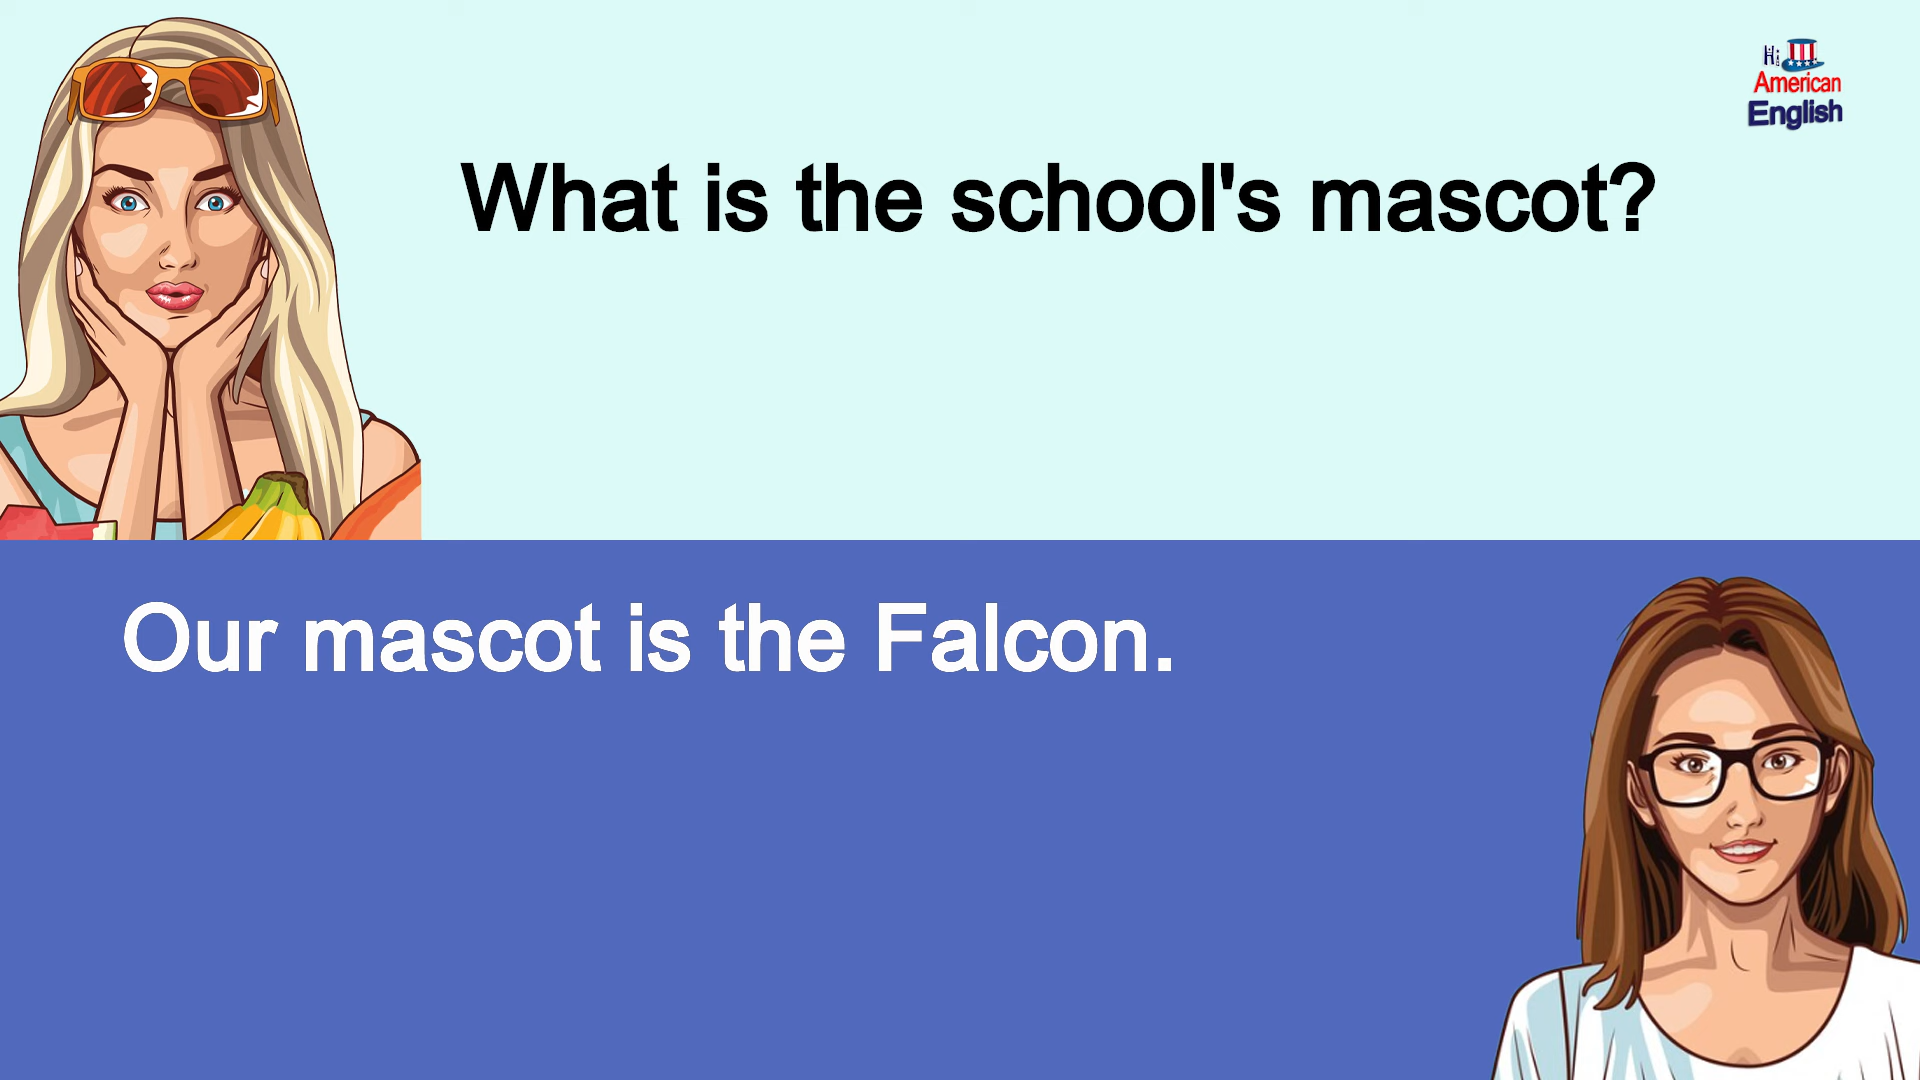 Hi
American
English
What is the school's mascot?
Our mascot is the Falcon.